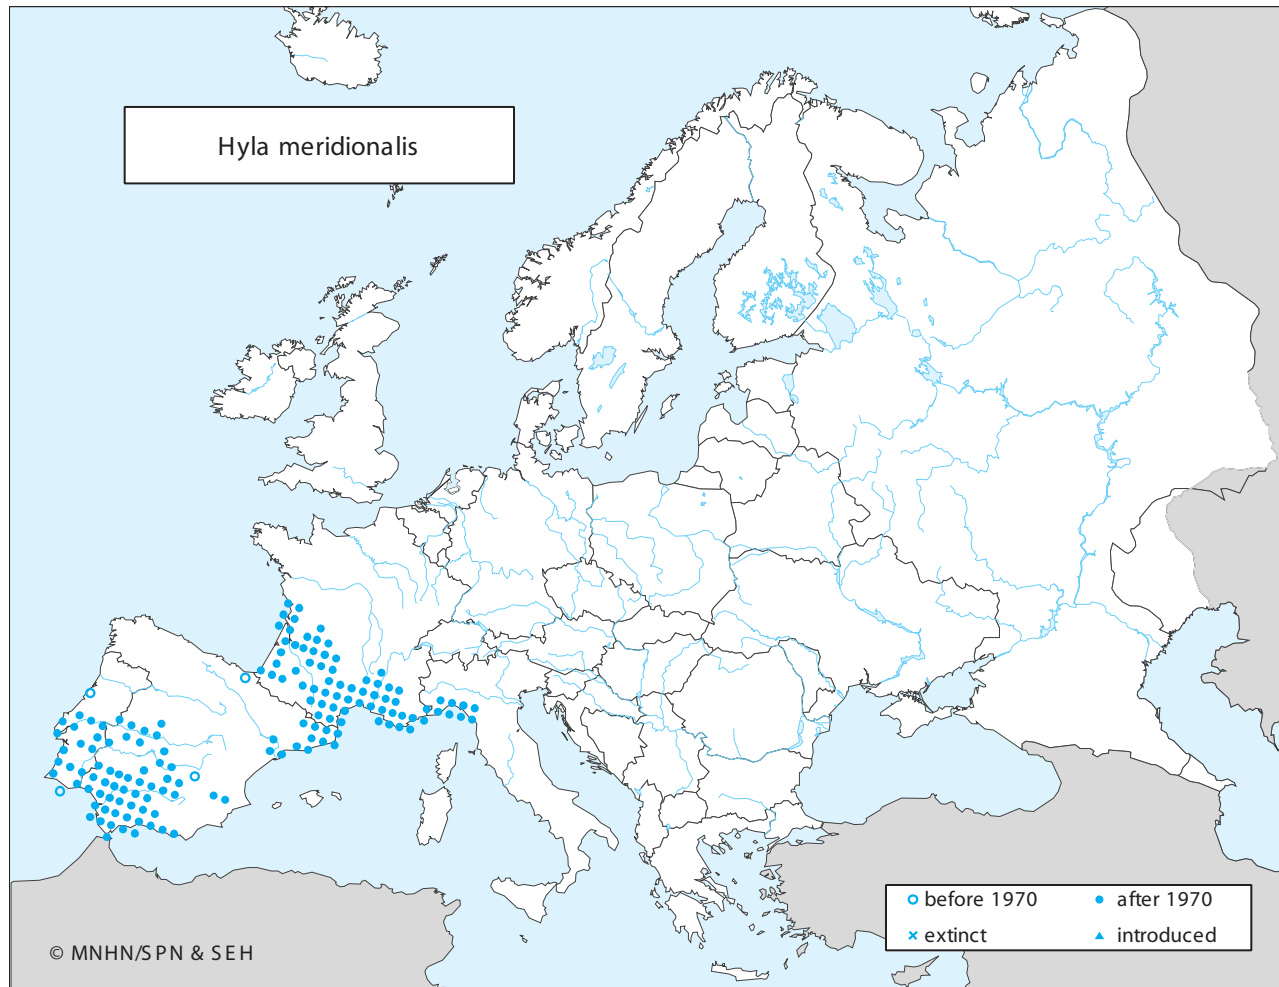 Hyla meridionalis
before 1970
after 1970
extinct
introduced
© MNHN/SPN & SEH